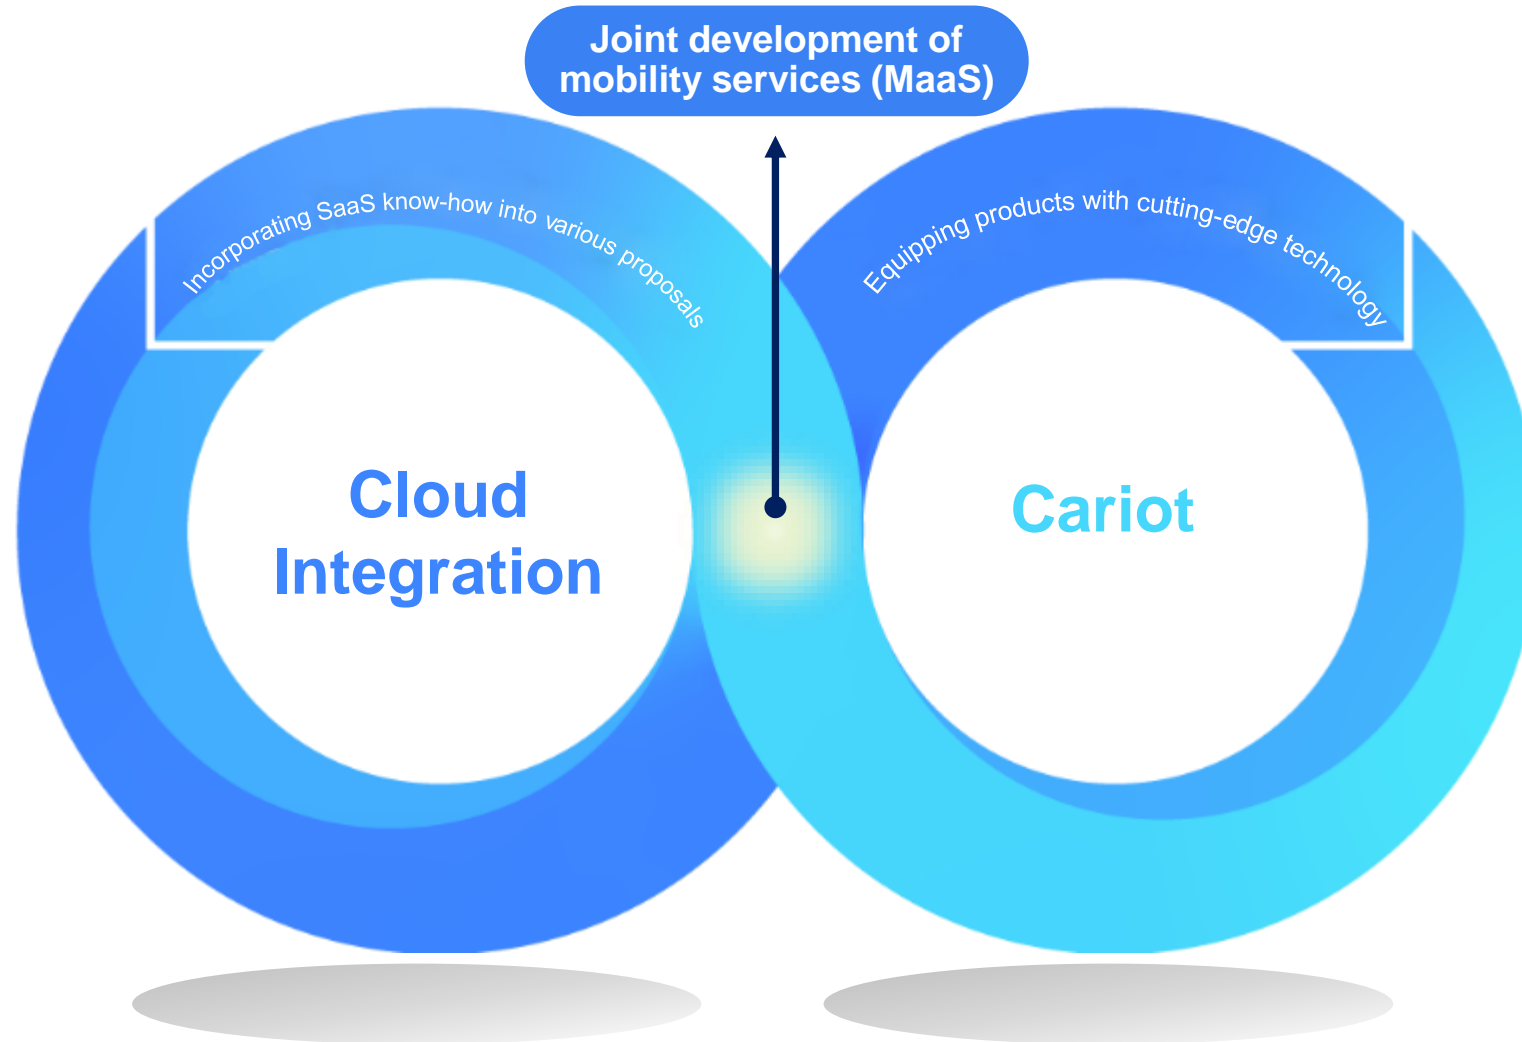 Joint development of
mobility services (MaaS)
Incorporating SaaS know-how into various proposals
Equipping products with cutting-edge technology
Cloud
Integration
Cariot